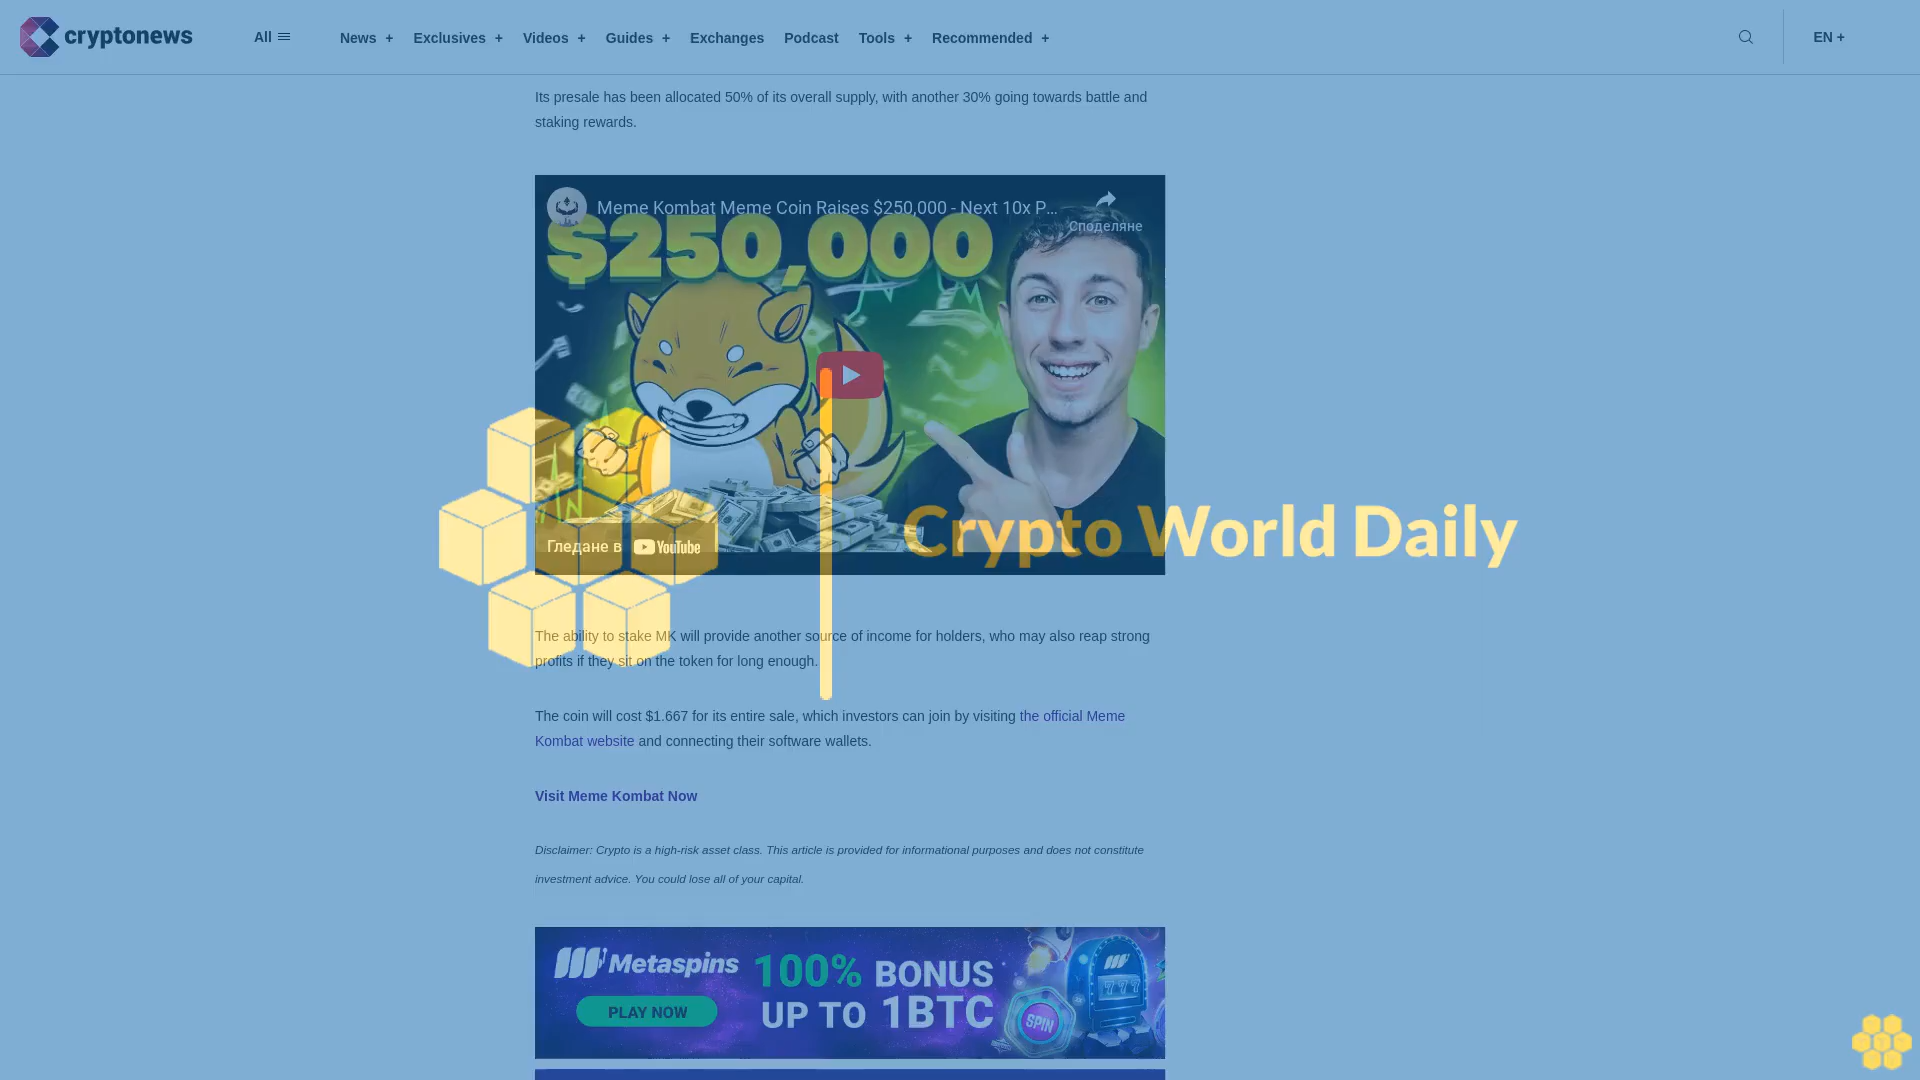 cryptonews
All
News + Exclusives + Videos + Guides + Exchanges Podcast Tools + Recommended +
EN +
Its presale has been allocated 50% of its overall supply, with another 30% going towards battle and
staking rewards.
Meme Kombat Meme Coin Raises $250,000 - Next 10x P...
Споделяне
$250,000
Гледане в YouTube
Crypto World Daily
The ability to stake MK will provide another source of income for holders, who may also reap strong
profits if they sit on the token for long enough.
The coin will cost $1.667 for its entire sale, which investors can join by visiting the official Meme
Kombat website and connecting their software wallets.
Visit Meme Kombat Now
Disclaimer: Crypto is a high-risk asset class. This article is provided for informational purposes and does not constitute
investment advice. You could lose all of your capital.
Metaspins
PLAY NOW
100% BONUS
UP TO 1BTC
777
SPIN